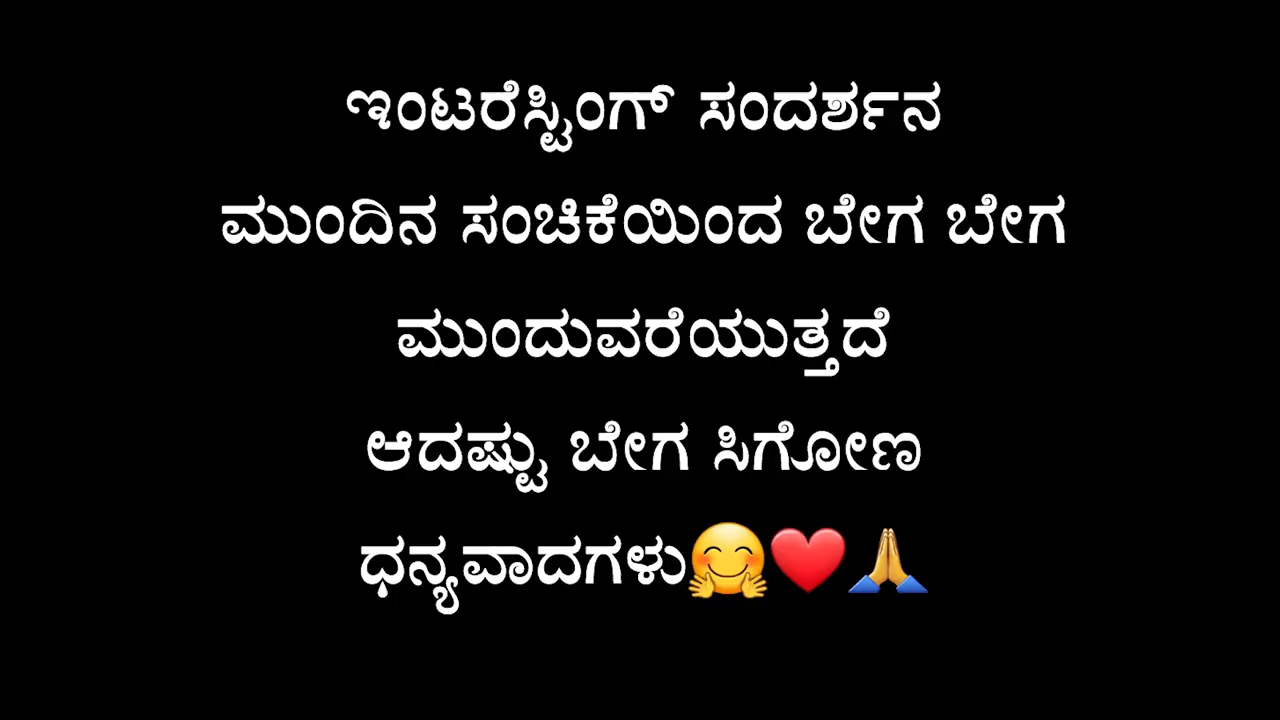 ಇಂಟರೆಸ್ಟಿಂಗ್ ಸಂದರ್ಶನ
ಮುಂದಿನ ಸಂಚಿಕೆಯಿಂದ ಬೇಗ ಬೇಗ
ಮುಂದುವರೆಯುತ್ತದೆ
ಆದಷ್ಟು ಬೇಗ ಸಿಗೋಣ
ಧನ್ಯವಾದಗಳು🤗❤️🙏